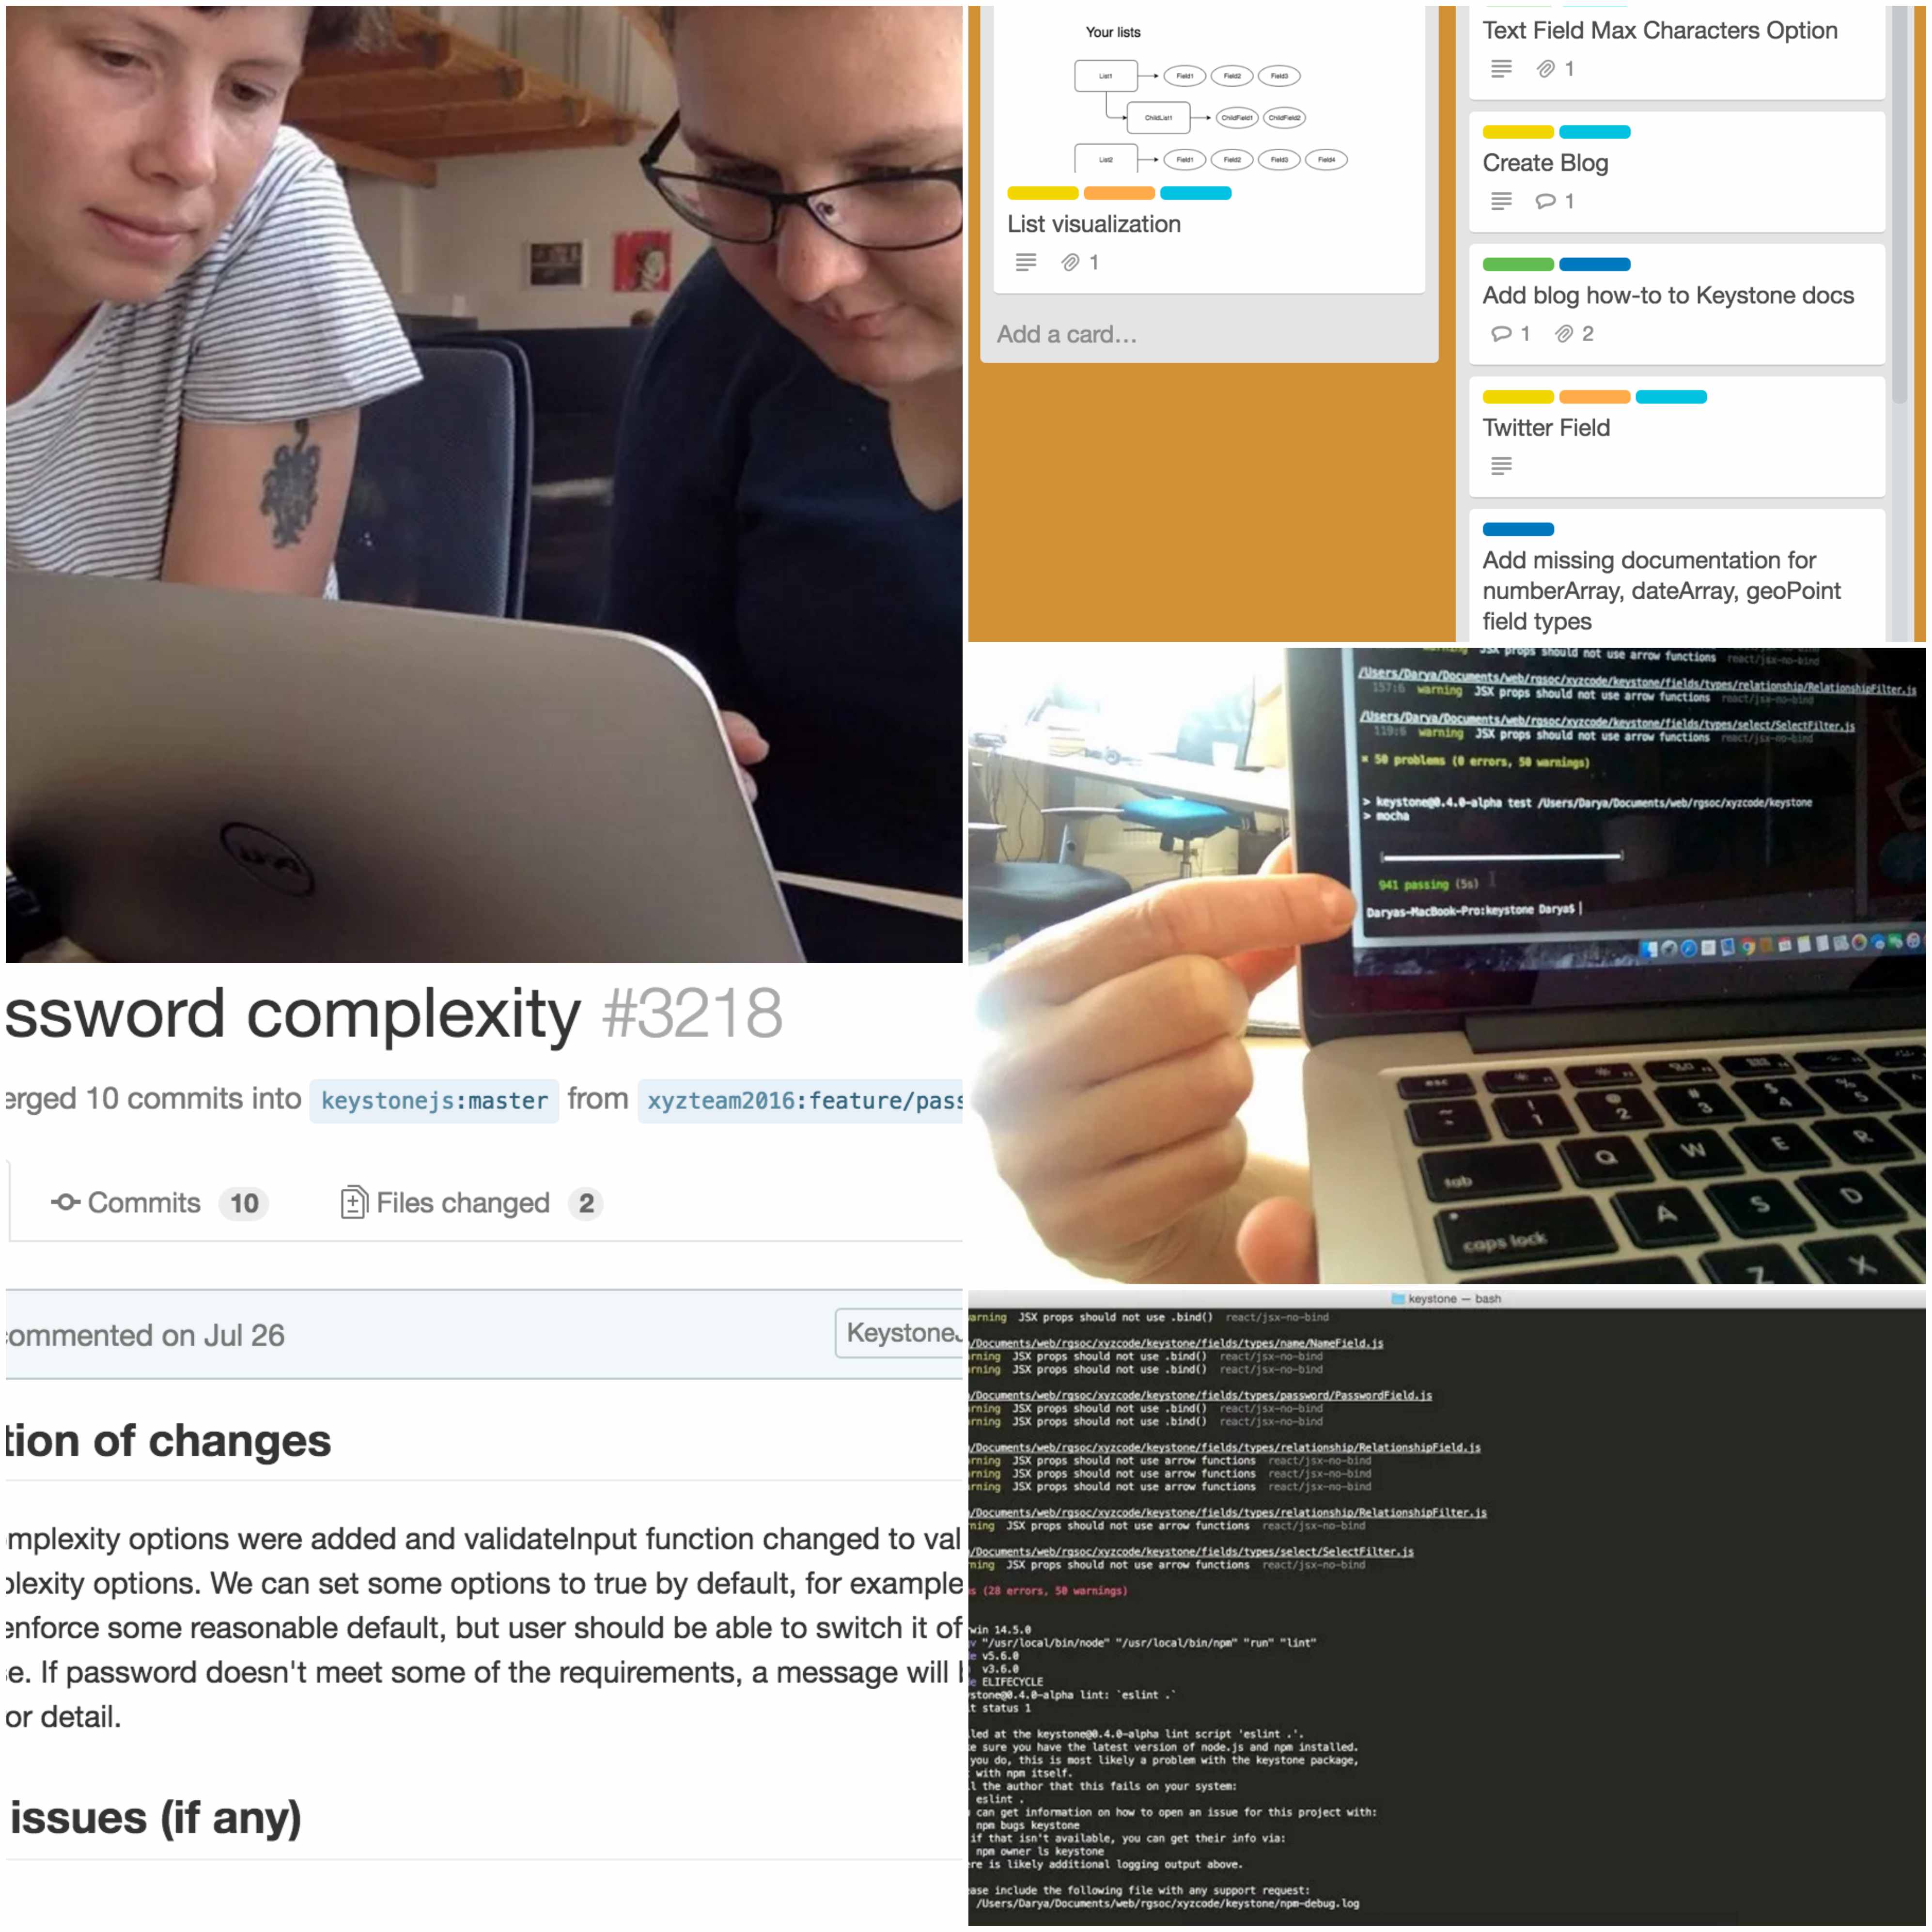 Your lists
List1
Field1
Field2
Field3
ChildList1
ChildField1
ChildField2
List2
Field1
Field2
Field3
Field4
List visualization
1
Add a card…
Text Field Max Characters Option
1
Create Blog
1
Add blog how-to to Keystone docs
1 2
Twitter Field
Add missing documentation for
numberArray, dateArray, geoPoint
field types
warning JSX props should not use arrow functions react/jsx-no-bind
/Users/Darya/Documents/web/rgsoc/xyzcode/keystone/fields/types/relationship/RelationshipFilter.js
157:6 warning JSX props should not use arrow functions react/jsx-no-bind
/Users/Darya/Documents/web/rgsoc/xyzcode/keystone/fields/types/select/SelectFilter.js
119:6 warning JSX props should not use arrow functions react/jsx-no-bind
✖ 50 problems (0 errors, 50 warnings)
> keystone@0.4.0-alpha test /Users/Darya/Documents/web/rgsoc/xyzcode/keystone
> mocha
941 passing (5s)
Daryas-MacBook-Pro:keystone Darya$
esc
~ ! 1 @ 2 # 3 $ 4 % 5
tab Q W E R
caps lock A S D
Z X
ssword complexity #3218
erged 10 commits into keystonejs:master from xyzteam2016:feature/pass
Commits 10 Files changed 2
commented on Jul 26
KeystoneJ
tion of changes
mplexity options were added and validateInput function changed to val
plexity options. We can set some options to true by default, for example
enforce some reasonable default, but user should be able to switch it of
e. If password doesn't meet some of the requirements, a message will b
or detail.
issues (if any)
keystone — bash
arning JSX props should not use .bind() react/jsx-no-bind
/Documents/web/rgsoc/xyzcode/keystone/fields/types/name/NameField.js
rning JSX props should not use .bind() react/jsx-no-bind
rning JSX props should not use .bind() react/jsx-no-bind
/Documents/web/rgsoc/xyzcode/keystone/fields/types/password/PasswordField.js
rning JSX props should not use .bind() react/jsx-no-bind
rning JSX props should not use .bind() react/jsx-no-bind
/Documents/web/rgsoc/xyzcode/keystone/fields/types/relationship/RelationshipField.js
rning JSX props should not use arrow functions react/jsx-no-bind
rning JSX props should not use arrow functions react/jsx-no-bind
rning JSX props should not use arrow functions react/jsx-no-bind
/Documents/web/rgsoc/xyzcode/keystone/fields/types/relationship/RelationshipFilter.js
ning JSX props should not use arrow functions react/jsx-no-bind
/Documents/web/rgsoc/xyzcode/keystone/fields/types/select/SelectFilter.js
ning JSX props should not use arrow functions react/jsx-no-bind
s (28 errors, 50 warnings)
win 14.5.0
v "/usr/local/bin/node" "/usr/local/bin/npm" "run" "lint"
e v5.6.0
v3.6.0
e ELIFECYCLE
stone@0.4.0-alpha lint: `eslint .`
t status 1
led at the keystone@0.4.0-alpha lint script 'eslint .'.
e sure you have the latest version of node.js and npm installed.
you do, this is most likely a problem with the keystone package,
with npm itself.
l the author that this fails on your system:
eslint .
can get information on how to open an issue for this project with:
npm bugs keystone
if that isn't available, you can get their info via:
npm owner ls keystone
re is likely additional logging output above.
ase include the following file with any support request:
/Users/Darya/Documents/web/rgsoc/xyzcode/keystone/npm-debug.log